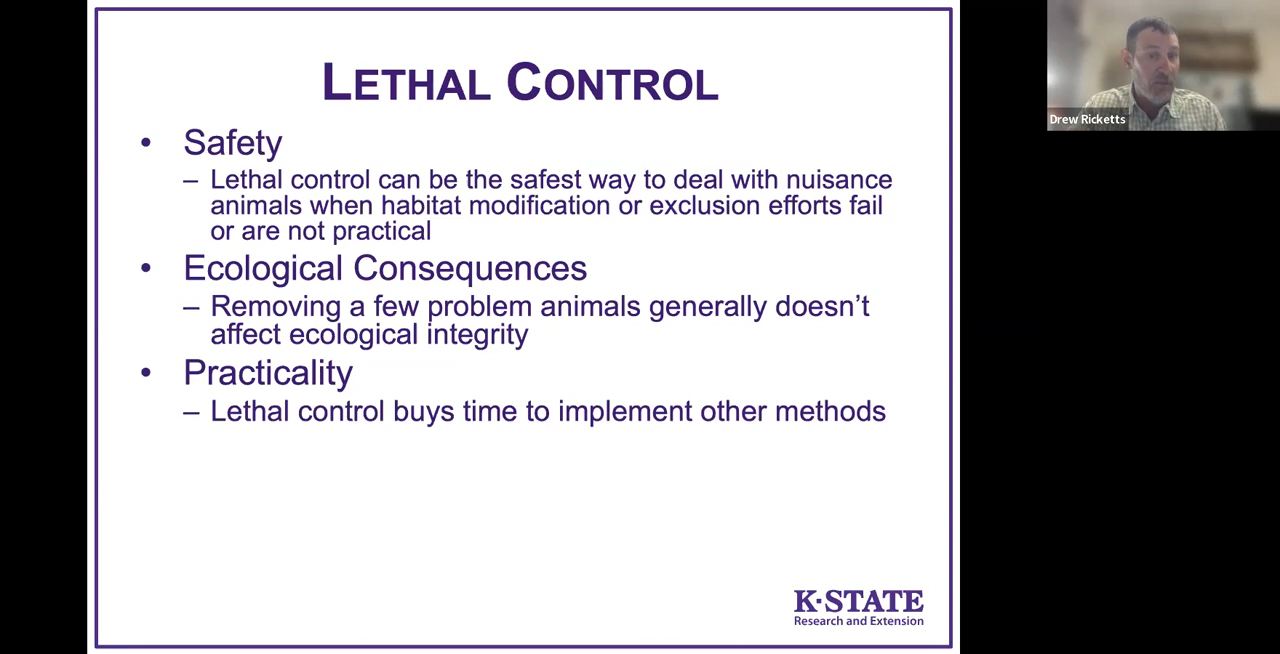 LETHAL CONTROL
• Safety
– Lethal control can be the safest way to deal with nuisance
animals when habitat modification or exclusion efforts fail
or are not practical
• Ecological Consequences
– Removing a few problem animals generally doesn’t
affect ecological integrity
• Practicality
– Lethal control buys time to implement other methods
K·STATE
Research and Extension
Drew Ricketts